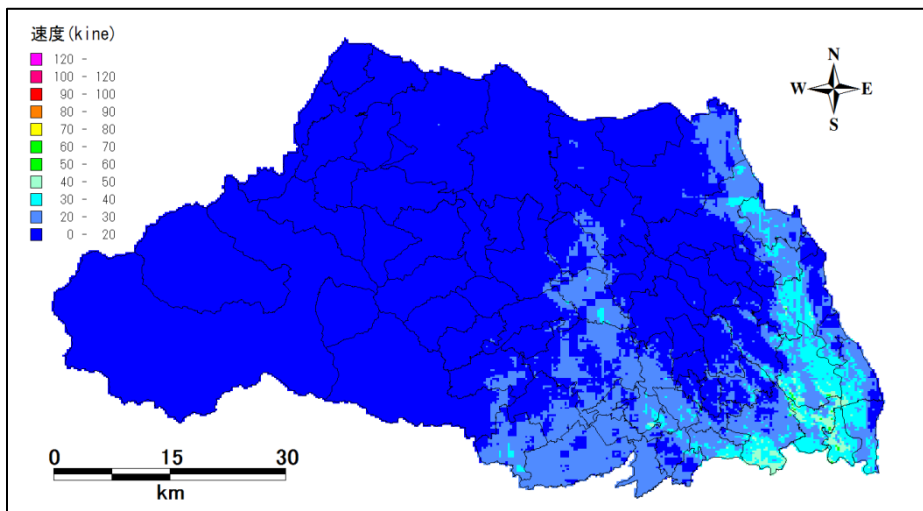 速度(kine)
120 -
100 - 120
90 - 100
80 - 90
70 - 80
60 - 70
50 - 60
40 - 50
30 - 40
20 - 30
0 - 20
N
W E
S
0 15 30
km